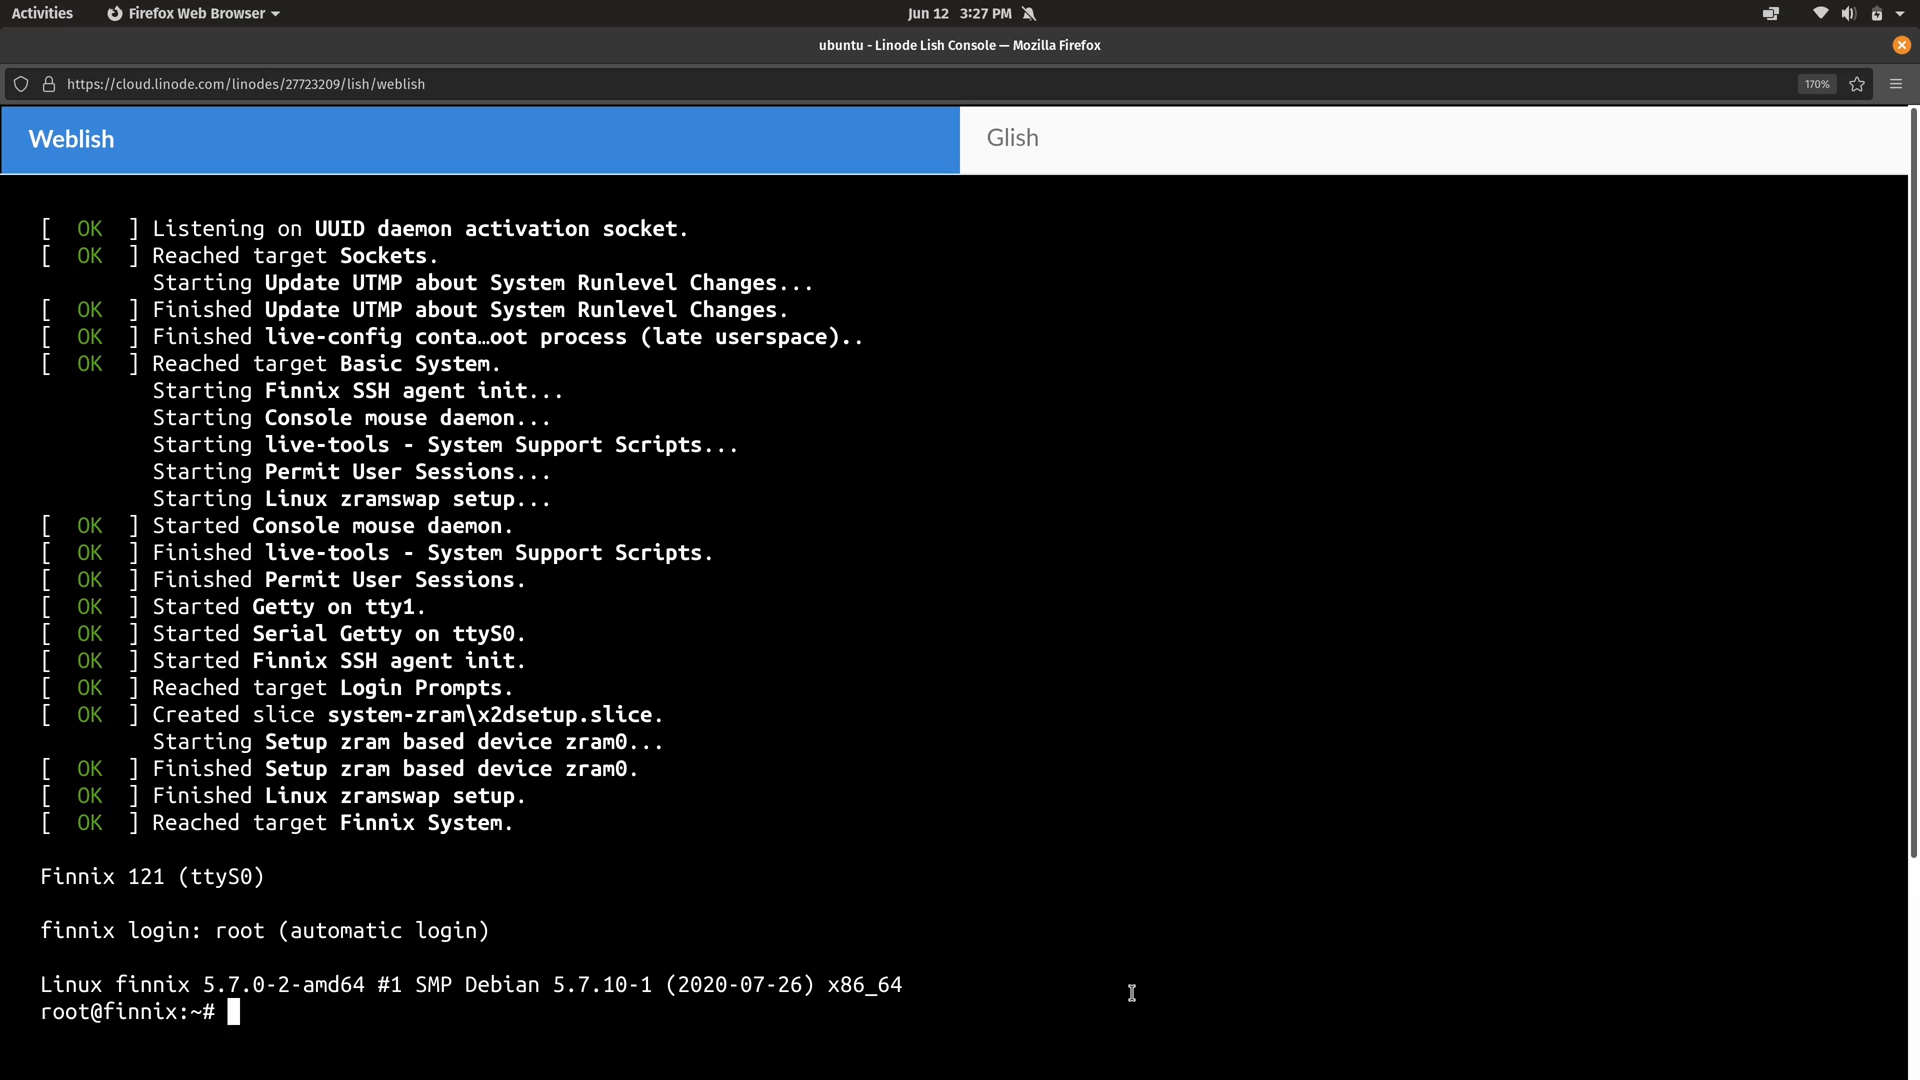 Activities Firefox Web Browser Jun 12 3:27 PM
ubuntu - Linode Lish Console — Mozilla Firefox
https://cloud.linode.com/linodes/27723209/lish/weblish 170%
Weblish Glish
[  OK  ] Listening on UUID daemon activation socket.
[  OK  ] Reached target Sockets.
         Starting Update UTMP about System Runlevel Changes...
[  OK  ] Finished Update UTMP about System Runlevel Changes.
[  OK  ] Finished live-config conta…oot process (late userspace)..
[  OK  ] Reached target Basic System.
         Starting Finnix SSH agent init...
         Starting Console mouse daemon...
         Starting live-tools - System Support Scripts...
         Starting Permit User Sessions...
         Starting Linux zramswap setup...
[  OK  ] Started Console mouse daemon.
[  OK  ] Finished live-tools - System Support Scripts.
[  OK  ] Finished Permit User Sessions.
[  OK  ] Started Getty on tty1.
[  OK  ] Started Serial Getty on ttyS0.
[  OK  ] Started Finnix SSH agent init.
[  OK  ] Reached target Login Prompts.
[  OK  ] Created slice system-zram\x2dsetup.slice.
         Starting Setup zram based device zram0...
[  OK  ] Finished Setup zram based device zram0.
[  OK  ] Finished Linux zramswap setup.
[  OK  ] Reached target Finnix System.
Finnix 121 (ttyS0)
finnix login: root (automatic login)
Linux finnix 5.7.0-2-amd64 #1 SMP Debian 5.7.10-1 (2020-07-26) x86_64
root@finnix:~#